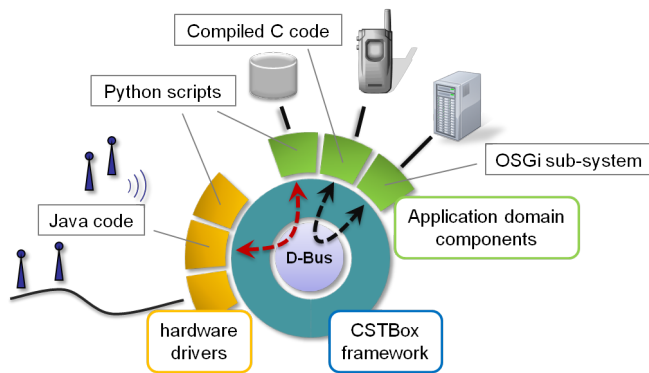 Compiled C code
Python scripts
OSGi sub-system
Java code
Application domain
components
D-Bus
hardware
drivers
CSTBox
framework